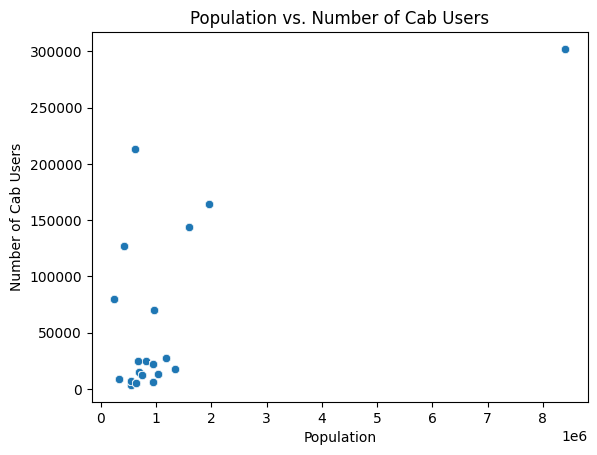 Population vs. Number of Cab Users
Number of Cab Users
300000
250000
200000
150000
100000
50000
0
0 1 2 3 4 5 6 7 8
1e6
Population